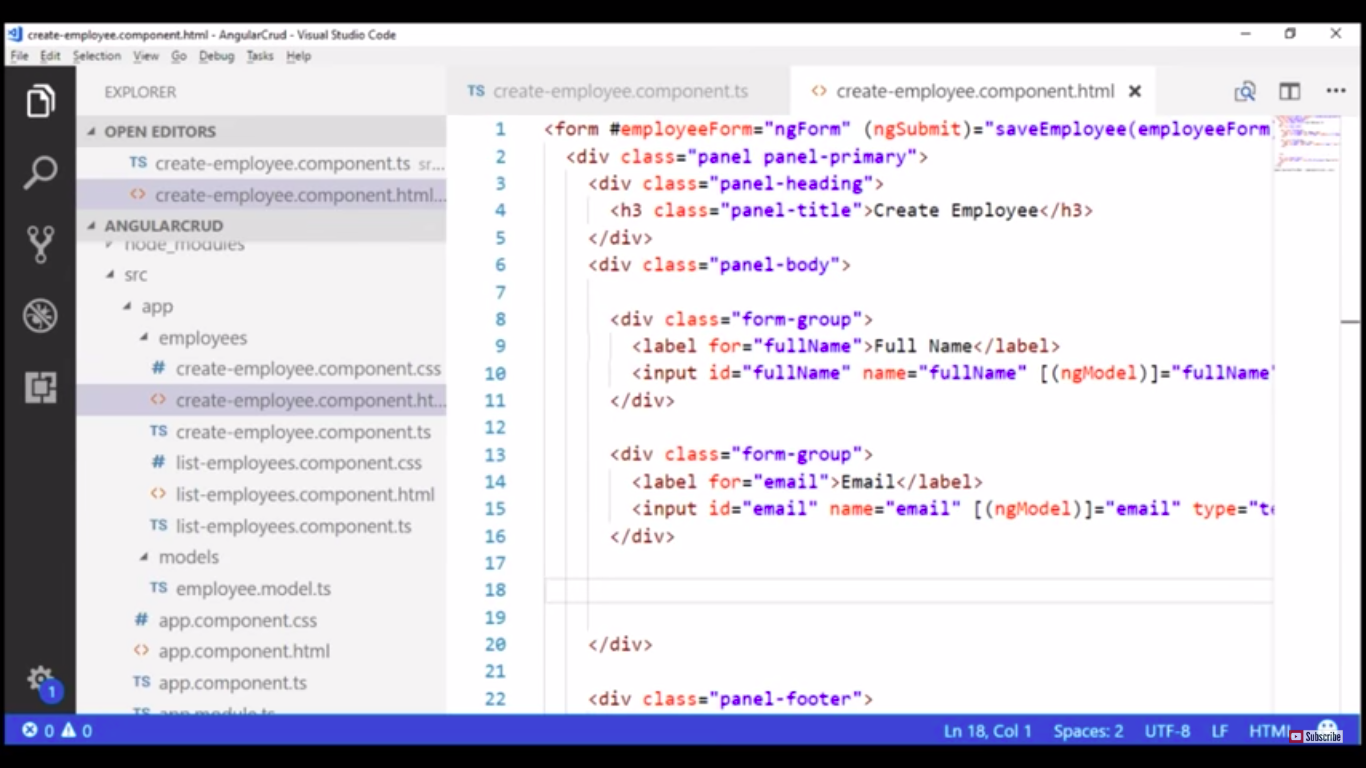 create-employee.component.html - AngularCrud - Visual Studio Code
File Edit Selection View Go Debug Tasks Help
EXPLORER
OPEN EDITORS
TS create-employee.component.ts sr...
<> create-employee.component.html...
ANGULARCRUD
node_modules
src
app
employees
# create-employee.component.css
<> create-employee.component.ht...
TS create-employee.component.ts
# list-employees.component.css
<> list-employees.component.html
TS list-employees.component.ts
models
TS employee.model.ts
# app.component.css
<> app.component.html
TS app.component.ts
TS app.module.ts
1
TS create-employee.component.ts
<> create-employee.component.html
1 <form #employeeForm="ngForm" (ngSubmit)="saveEmployee(employeeForm
2 <div class="panel panel-primary">
3 <div class="panel-heading">
4 <h3 class="panel-title">Create Employee</h3>
5 </div>
6 <div class="panel-body">
7
8 <div class="form-group">
9 <label for="fullName">Full Name</label>
10 <input id="fullName" name="fullName" [(ngModel)]="fullName"
11 </div>
12
13 <div class="form-group">
14 <label for="email">Email</label>
15 <input id="email" name="email" [(ngModel)]="email" type="te
16 </div>
17
18
19
20 </div>
21
22 <div class="panel-footer">
0 0 Ln 18, Col 1 Spaces: 2 UTF-8 LF HTML
Subscribe